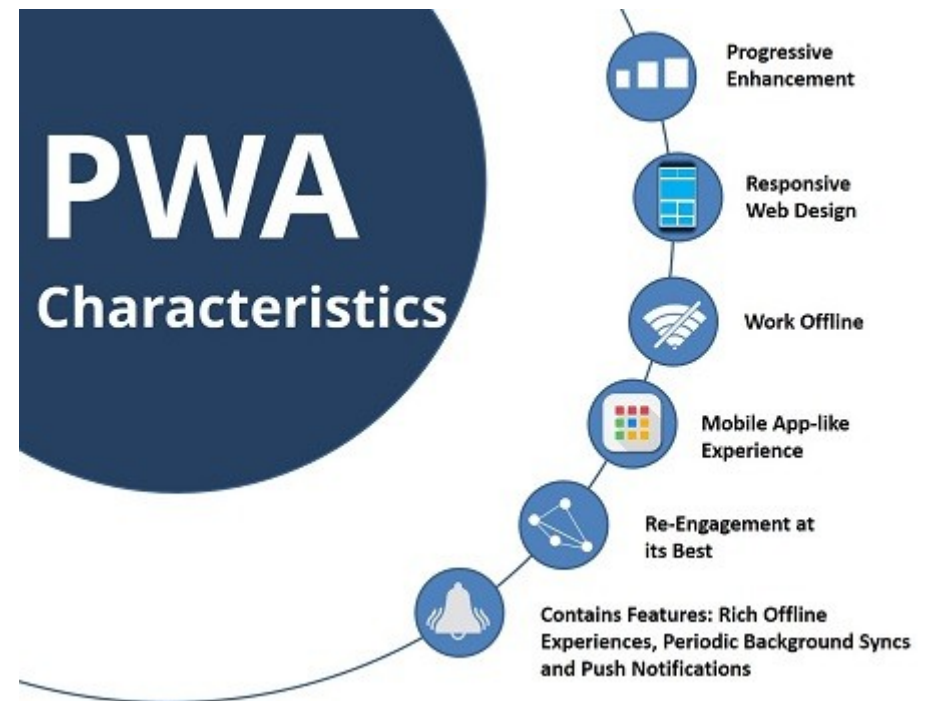 PWA
Characteristics
Progressive
Enhancement
Responsive
Web Design
Work Offline
Mobile App-like
Experience
Re-Engagement at
its Best
Contains Features: Rich Offline
Experiences, Periodic Background Syncs
and Push Notifications